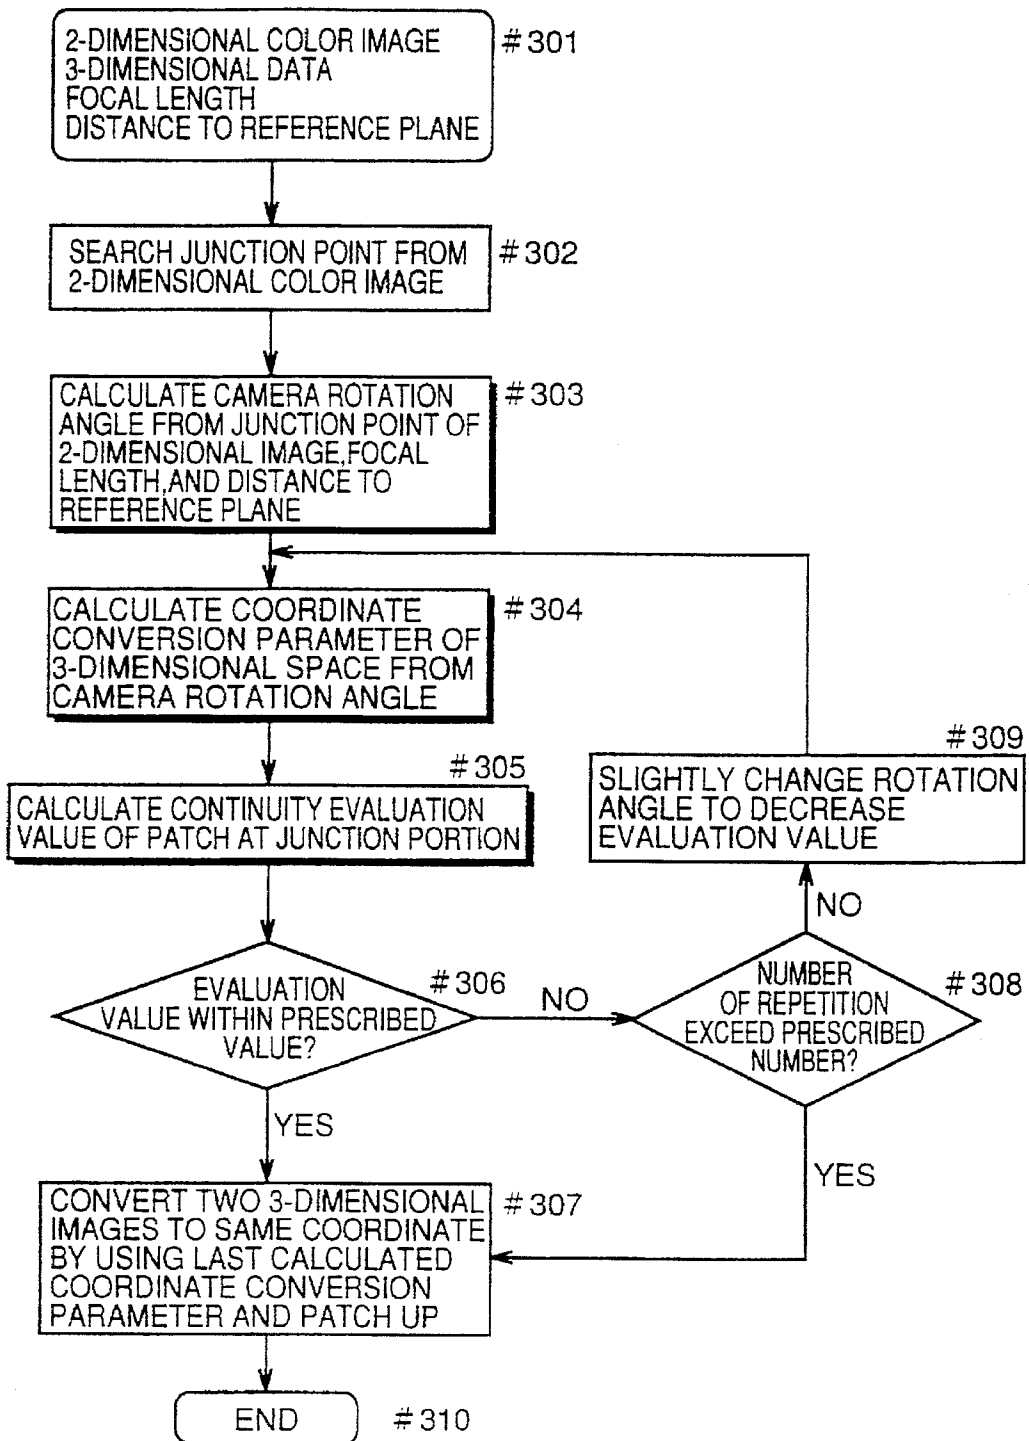 2-DIMENSIONAL COLOR IMAGE
3-DIMENSIONAL DATA
FOCAL LENGTH
DISTANCE TO REFERENCE PLANE
#301
SEARCH JUNCTION POINT FROM
2-DIMENSIONAL COLOR IMAGE
#302
CALCULATE CAMERA ROTATION
ANGLE FROM JUNCTION POINT OF
2-DIMENSIONAL IMAGE,FOCAL
LENGTH,AND DISTANCE TO
REFERENCE PLANE
#303
CALCULATE COORDINATE
CONVERSION PARAMETER OF
3-DIMENSIONAL SPACE FROM
CAMERA ROTATION ANGLE
#304
#305
CALCULATE CONTINUITY EVALUATION
VALUE OF PATCH AT JUNCTION PORTION
#309
SLIGHTLY CHANGE ROTATION
ANGLE TO DECREASE
EVALUATION VALUE
NO
EVALUATION
VALUE WITHIN PRESCRIBED
VALUE?
#306
NO
NUMBER
OF REPETITION
EXCEED PRESCRIBED
NUMBER?
#308
YES
YES
CONVERT TWO 3-DIMENSIONAL
IMAGES TO SAME COORDINATE
BY USING LAST CALCULATED
COORDINATE CONVERSION
PARAMETER AND PATCH UP
#307
END
#310